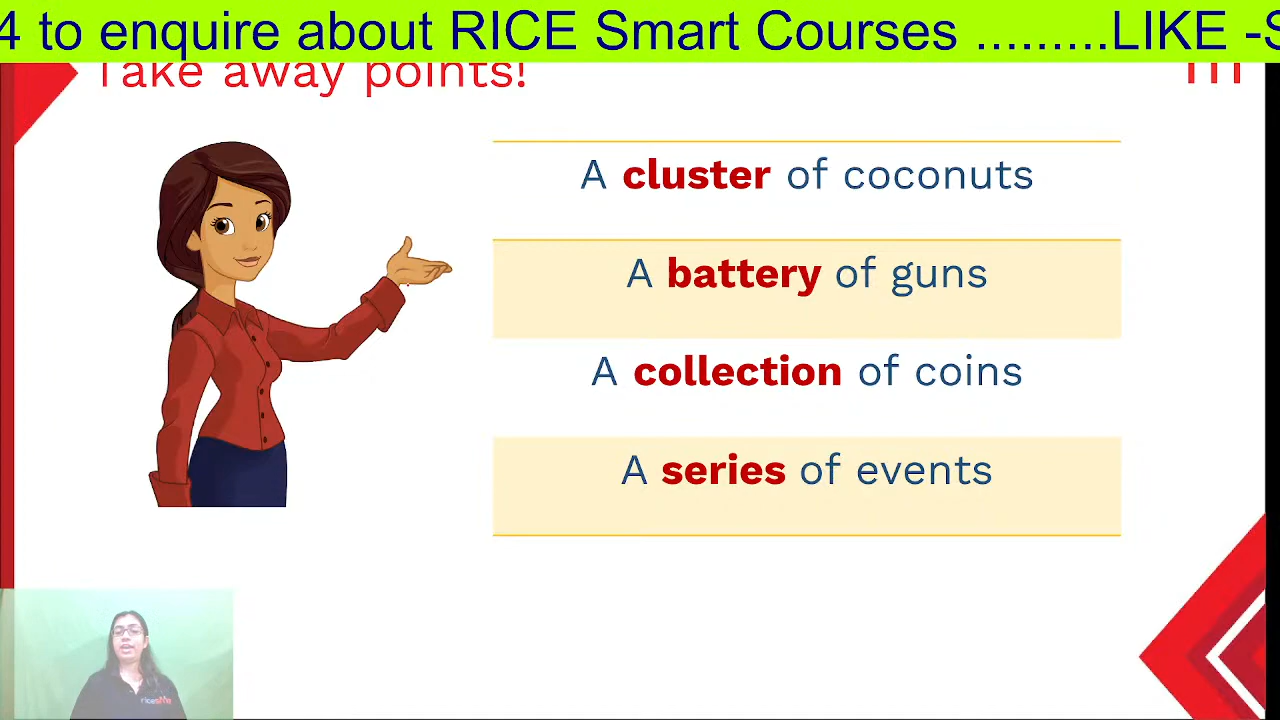 4 to enquire about RICE Smart Courses .........LIKE -S
Take away points!
A cluster of coconuts
A battery of guns
A collection of coins
A series of events